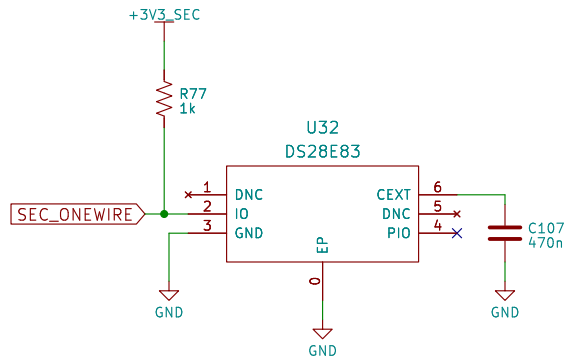 +3V3_SEC
R77
1k
U32
DS28E83
1 DNC CEXT 6
SEC_ONEWIRE 2 IO DNC 5
3 GND PIO 4
EP
0
C107
470n
GND
GND
GND